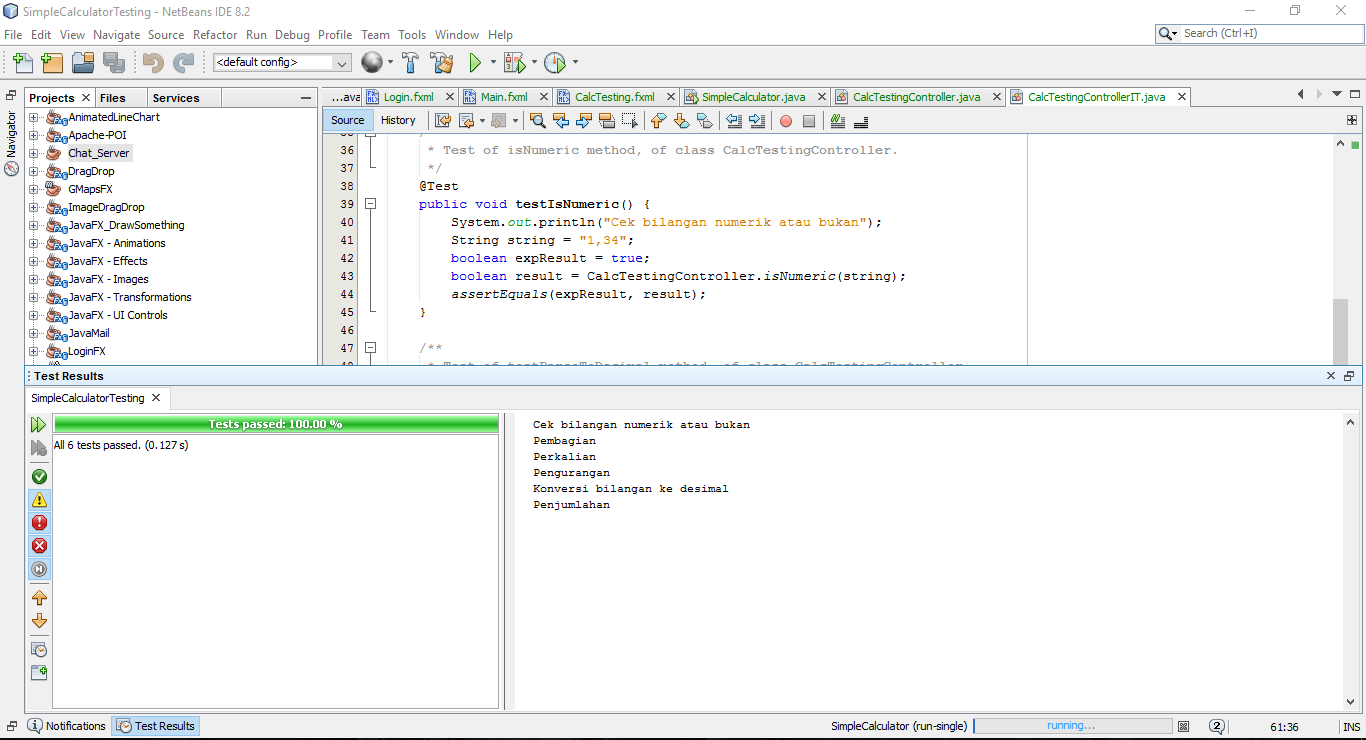 SimpleCalculatorTesting - NetBeans IDE 8.2
File Edit View Navigate Source Refactor Run Debug Profile Team Tools Window Help
Search (Ctrl+I)
<default config>
Projects Files Services
Navigator
AnimatedLineChart
Apache-POI
Chat_Server
DragDrop
GMapsFX
ImageDragDrop
JavaFX_DrawSomething
JavaFX - Animations
JavaFX - Effects
JavaFX - Images
JavaFX - Transformations
JavaFX - UI Controls
JavaMail
LoginFX
...ava Login.fxml Main.fxml CalcTesting.fxml SimpleCalculator.java CalcTestingController.java CalcTestingControllerIT.java
Source History
36 * Test of isNumeric method, of class CalcTestingController.
37 */
38 @Test
39 public void testIsNumeric() {
40 System.out.println("Cek bilangan numerik atau bukan");
41 String string = "1,34";
42 boolean expResult = true;
43 boolean result = CalcTestingController.isNumeric(string);
44 assertEquals(expResult, result);
45 }
46
47 /**
Test Results
SimpleCalculatorTesting
Tests passed: 100.00 %
All 6 tests passed. (0.127 s)
Cek bilangan numerik atau bukan
Pembagian
Perkalian
Pengurangan
Konversi bilangan ke desimal
Penjumlahan
Notifications Test Results
SimpleCalculator (run-single) running... 2 61:36 INS